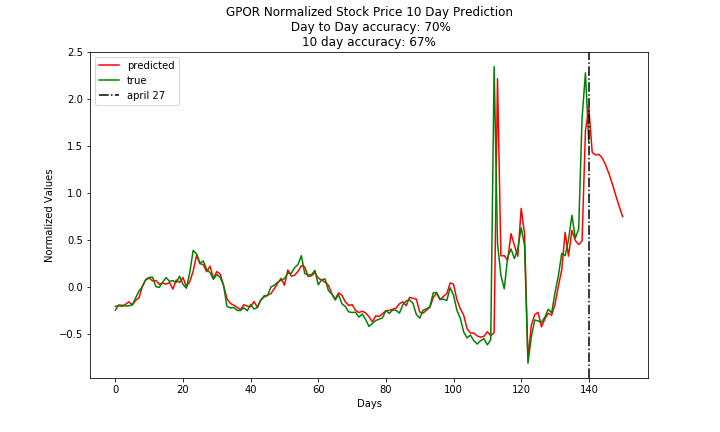 GPOR Normalized Stock Price 10 Day Prediction
Day to Day accuracy: 70%
10 day accuracy: 67%
predicted
true
april 27
Normalized Values
2.5
2.0
1.5
1.0
0.5
0.0
−0.5
0 20 40 60 80 100 120 140
Days